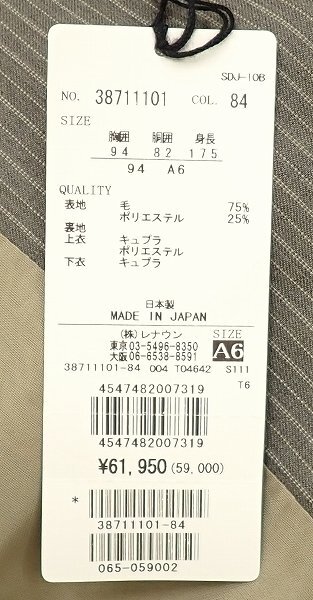 SDJ-10B
NO. 38711101 COL. 84
SIZE
胸囲 胴囲 身長
94 82 175
94 A6
QUALITY
表地 毛 75%
ポリエステル 25%
裏地
上衣 キュプラ
ポリエステル
下衣 キュプラ
日本製
MADE IN JAPAN
(株)レナウン SIZE
東京 03-5496-8350 A6
大阪 06-6538-8591
38711101-84 004 T04642 S111
T6
4547482007319
4547482007319
¥61,950 (59,000)
*
38711101-84
065-059002